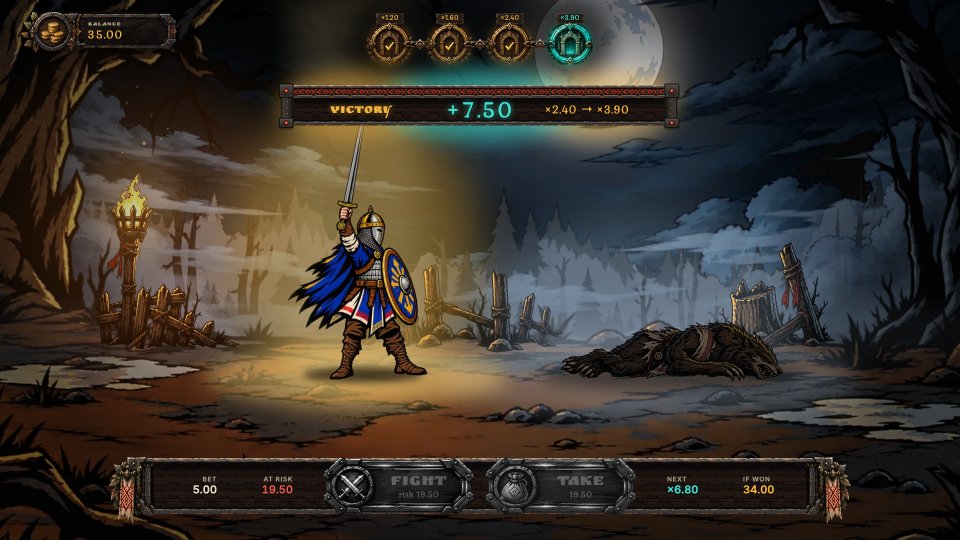 BALANCE
35.00
×1.20
×1.60
×2.40
×3.90
VICTORY
+7.50
×2.40 → ×3.90
BET
5.00
AT RISK
19.50
FIGHT
risk 19.50
TAKE
19.50
NEXT
×6.80
IF WON
34.00